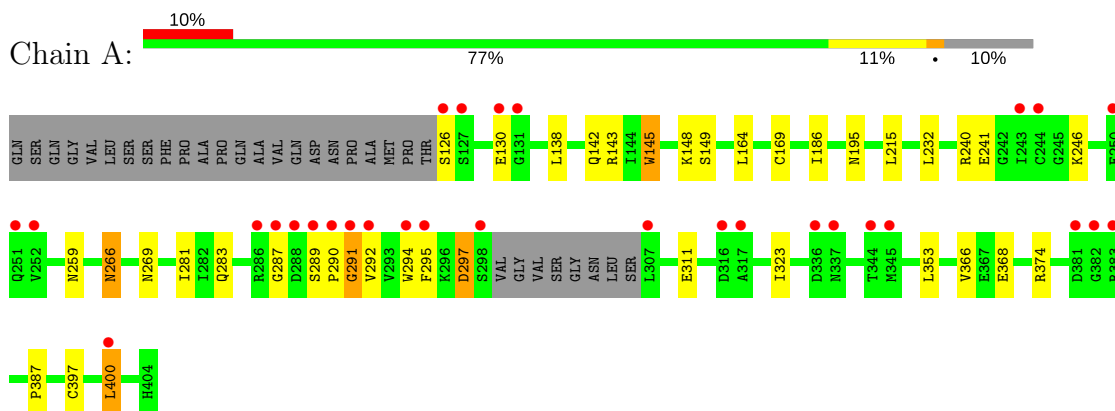 10%
Chain A:
77% 11% • 10%
GLN SER GLN GLY VAL LEU SER SER PHE PRO ALA PRO GLN ALA VAL GLN ASP ASN PRO ALA MET PRO THR S126 S127 E130 G131 L138 Q142 R143 I144 W145 K148 S149 L164 C169 I186 N195 L215 L232 R240 E241 G242 I243 C244 G245 K246 E250
Q251 V252 N259 N266 N269 I281 I282 Q283 R286 G287 D288 S289 P290 G291 V292 V293 W294 F295 K296 D297 S298 VAL GLY VAL SER GLY ASN LEU SER L307 E311 D316 A317 I323 D336 N337 T344 M345 L353 V366 E367 E368 R374 D381 G382
P387 C397 L400 H404